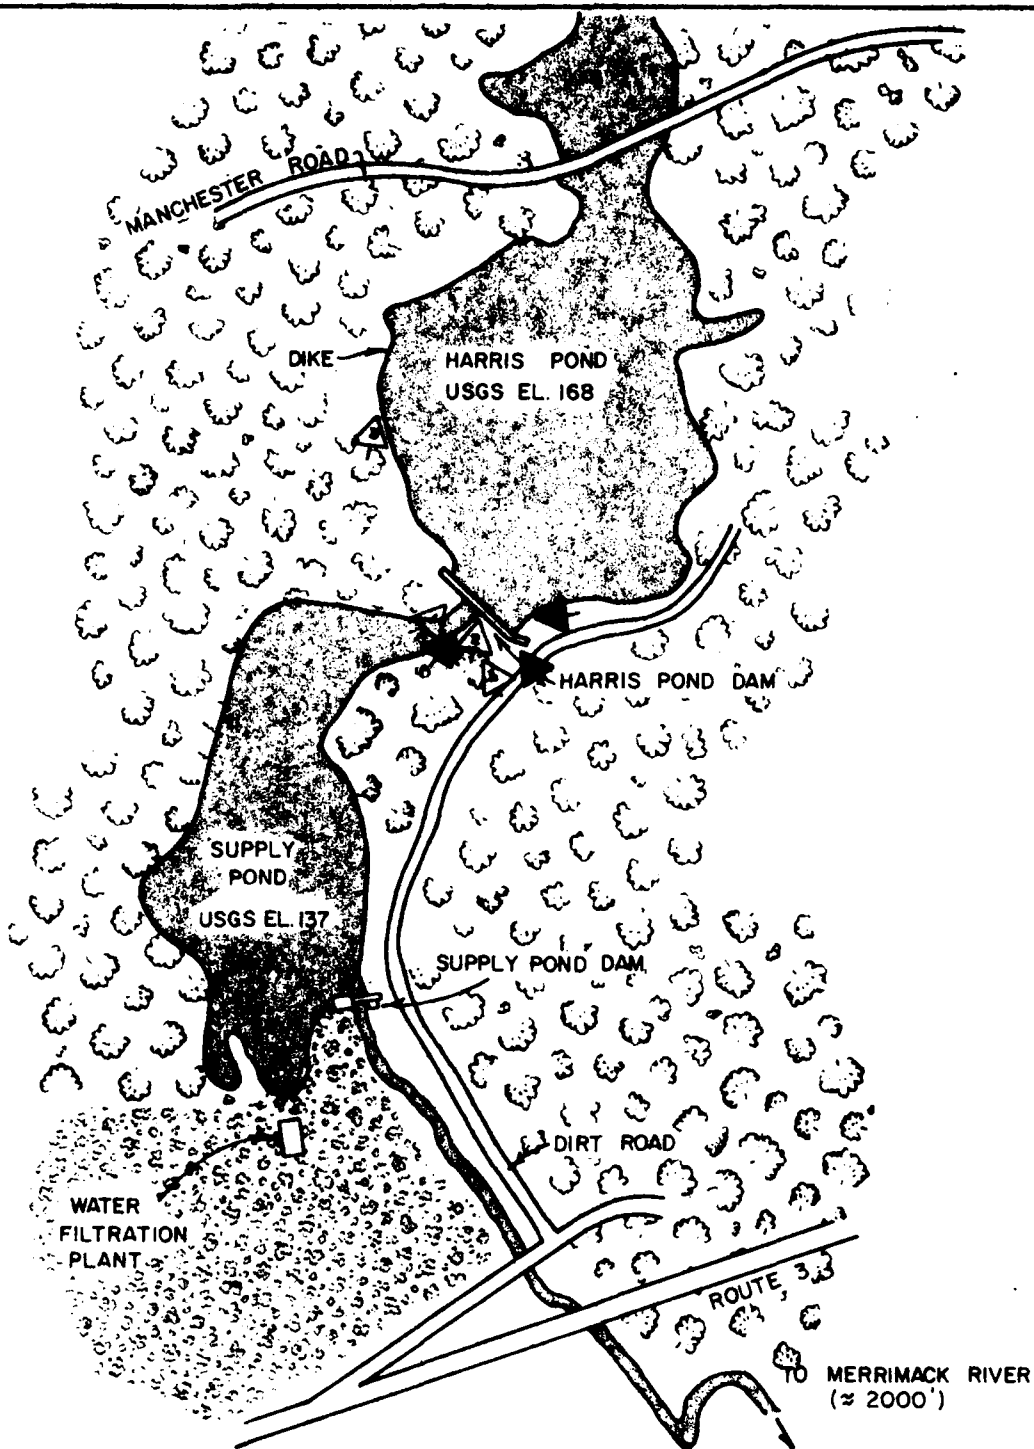 MANCHESTER ROAD
DIKE
HARRIS POND
USGS EL. 168
HARRIS POND DAM
SUPPLY
POND
USGS EL. 137
SUPPLY POND DAM
DIRT ROAD
WATER
FILTRATION
PLANT
ROUTE 3
TO MERRIMACK RIVER
(≈ 2000')